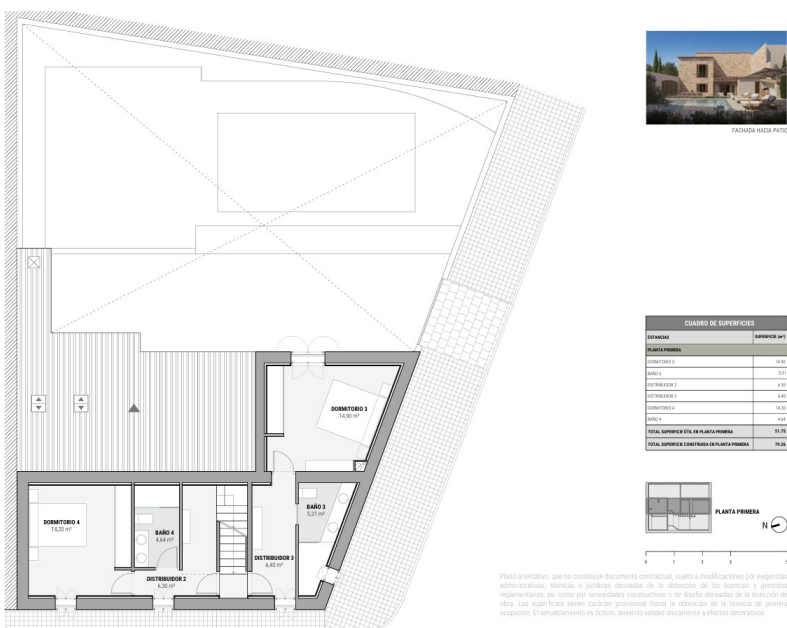 FACHADA HACIA PATIO
DORMITORIO 3
14,90 m²
DORMITORIO 4
14,20 m²
BAÑO 4
4,64 m²
BAÑO 3
5,31 m²
DISTRIBUIDOR 3
6,40 m²
DISTRIBUIDOR 2
6,30 m²
CUADRO DE SUPERFICIES
ESTANCIAS SUPERFICIE (m²)
PLANTA PRIMERA
DORMITORIO 3 14.90
BAÑO 3 5,31
DISTRIBUIDOR 2 6.30
DISTRIBUIDOR 3 6.40
DORMITORIO 4 14.20
BAÑO 4 4.64
TOTAL SUPERFICIE ÚTIL EN PLANTA PRIMERA 51.75
TOTAL SUPERFICIE CONSTRUIDA EN PLANTA PRIMERA 79.26
PLANTA PRIMERA
N
0 1 2 3 5
Plano orientativo, que no constituye documento contractual, sujeto a modificaciones por exigencias
administrativas, técnicas o jurídicas derivadas de la obtención de las licencias y permisos
reglamentarios, así como por necesidades constructivas o de diseño derivadas de la dirección de
obra. Las superficies tienen carácter provisional hasta la obtención de la licencia de primera
ocupación. El amueblamiento es ficticio, teniendo validez únicamente a efectos decorativos.